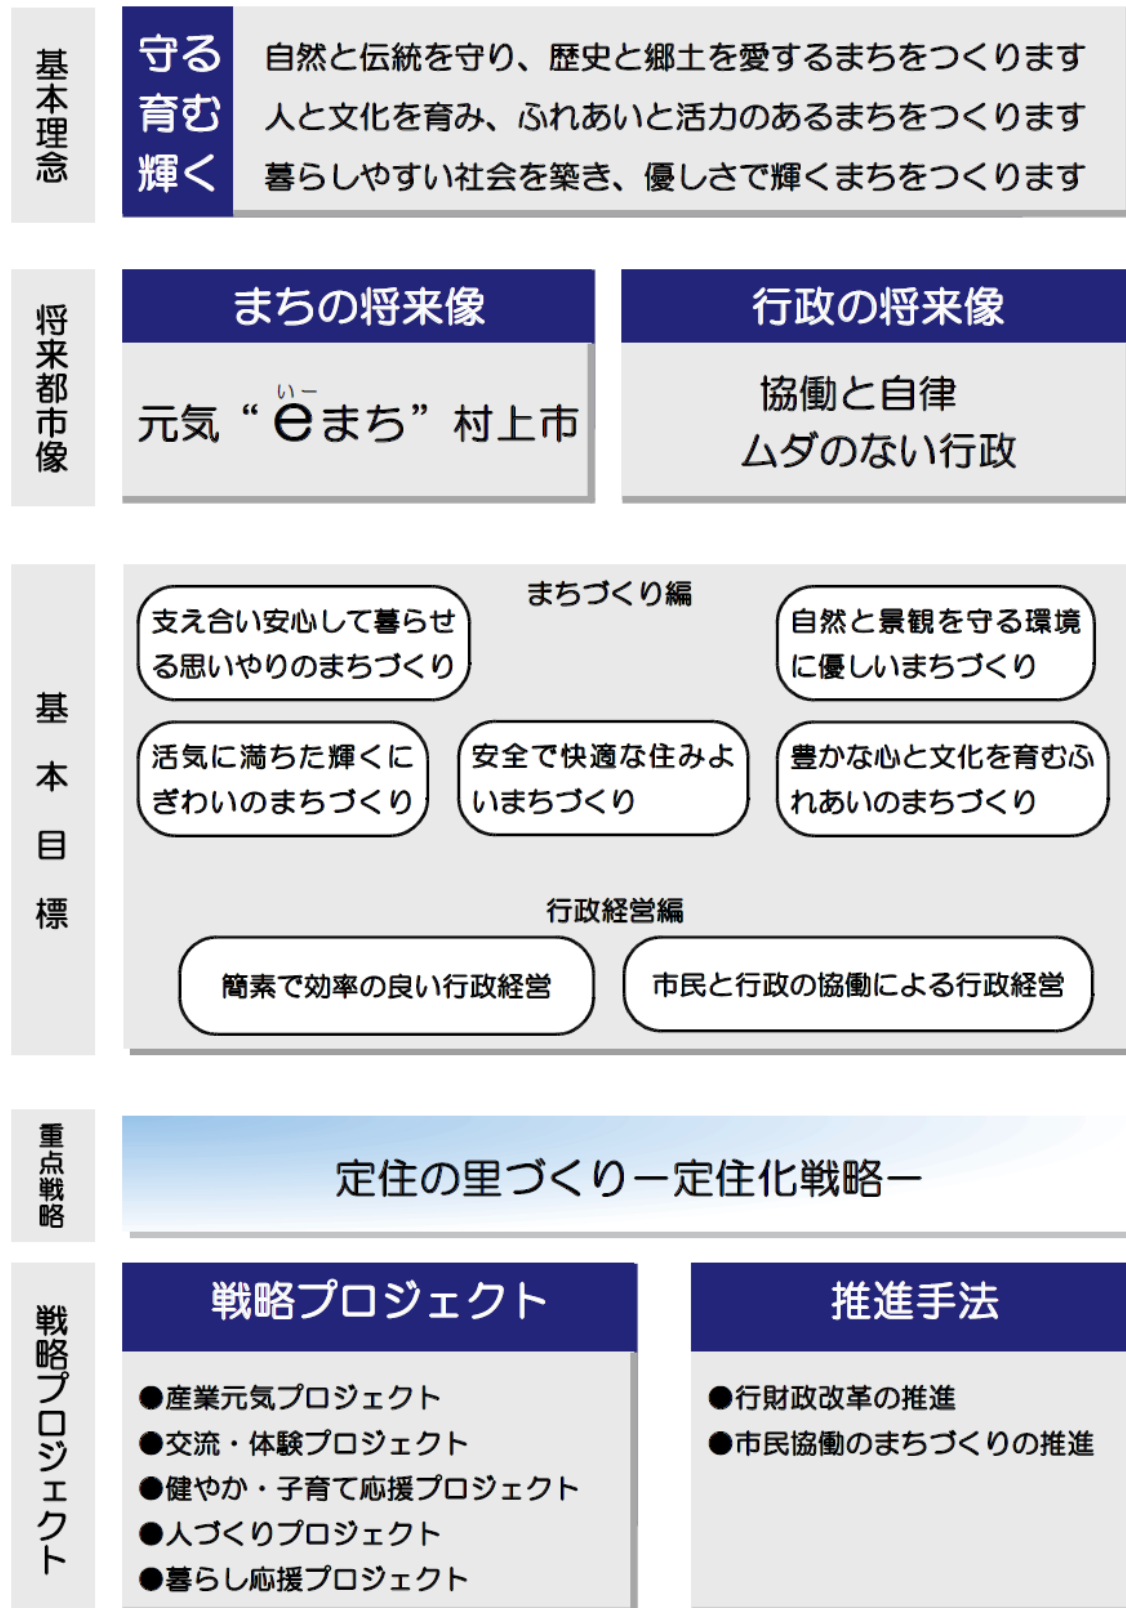 基本理念
守る
自然と伝統を守り、歴史と郷土を愛するまちをつくります
育む
人と文化を育み、ふれあいと活力のあるまちをつくります
輝く
暮らしやすい社会を築き、優しさで輝くまちをつくります
将来都市像
まちの将来像
いー
元気“eまち”村上市
行政の将来像
協働と自律
ムダのない行政
基本目標
まちづくり編
支え合い安心して暮らせ
る思いやりのまちづくり
自然と景観を守る環境
に優しいまちづくり
活気に満ちた輝くに
ぎわいのまちづくり
安全で快適な住みよ
いまちづくり
豊かな心と文化を育むふ
れあいのまちづくり
行政経営編
簡素で効率の良い行政経営
市民と行政の協働による行政経営
重点戦略
定住の里づくりー定住化戦略ー
戦略プロジェクト
戦略プロジェクト
●産業元気プロジェクト
●交流・体験プロジェクト
●健やか・子育て応援プロジェクト
●人づくりプロジェクト
●暮らし応援プロジェクト
推進手法
●行財政改革の推進
●市民協働のまちづくりの推進